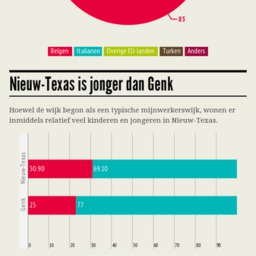 83
Belgen Italianen Overige EU-landen Turken Anders
Nieuw-Texas is jonger dan Genk
Hoewel de wijk begon als een typische mijnwerkerswijk, wonen er
inmiddels relatief veel kinderen en jongeren in Nieuw-Texas.
Nieuw-Texas
30.90 69.10
Genk
23 77
0 10 20 30 40 50 60 70 80 90